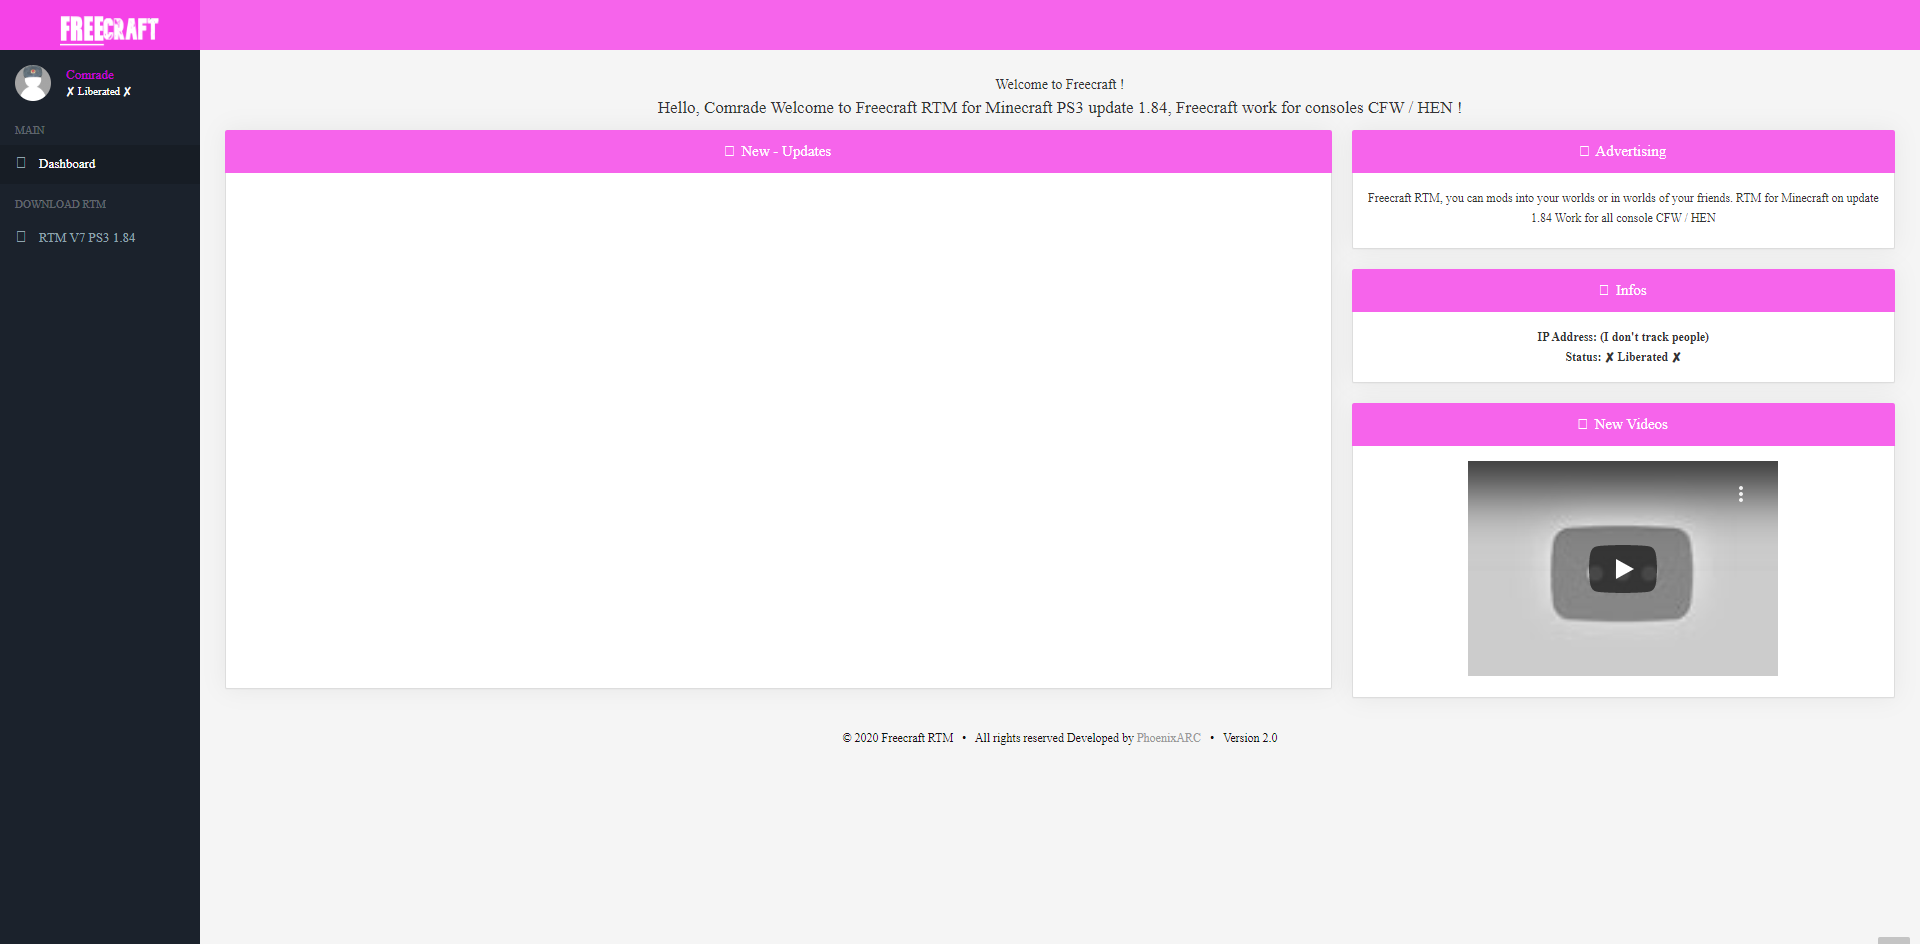 FREECRAFT
Comrade
✘ Liberated ✘
MAIN
Dashboard
DOWNLOAD RTM
RTM V7 PS3 1.84
Welcome to Freecraft !
Hello, Comrade Welcome to Freecraft RTM for Minecraft PS3 update 1.84, Freecraft work for consoles CFW / HEN !
New - Updates
Advertising
Freecraft RTM, you can mods into your worlds or in worlds of your friends. RTM for Minecraft on update
1.84 Work for all console CFW / HEN
Infos
IP Address: (I don't track people)
Status: ✘ Liberated ✘
New Videos
© 2020 Freecraft RTM • All rights reserved Developed by PhoenixARC • Version 2.0